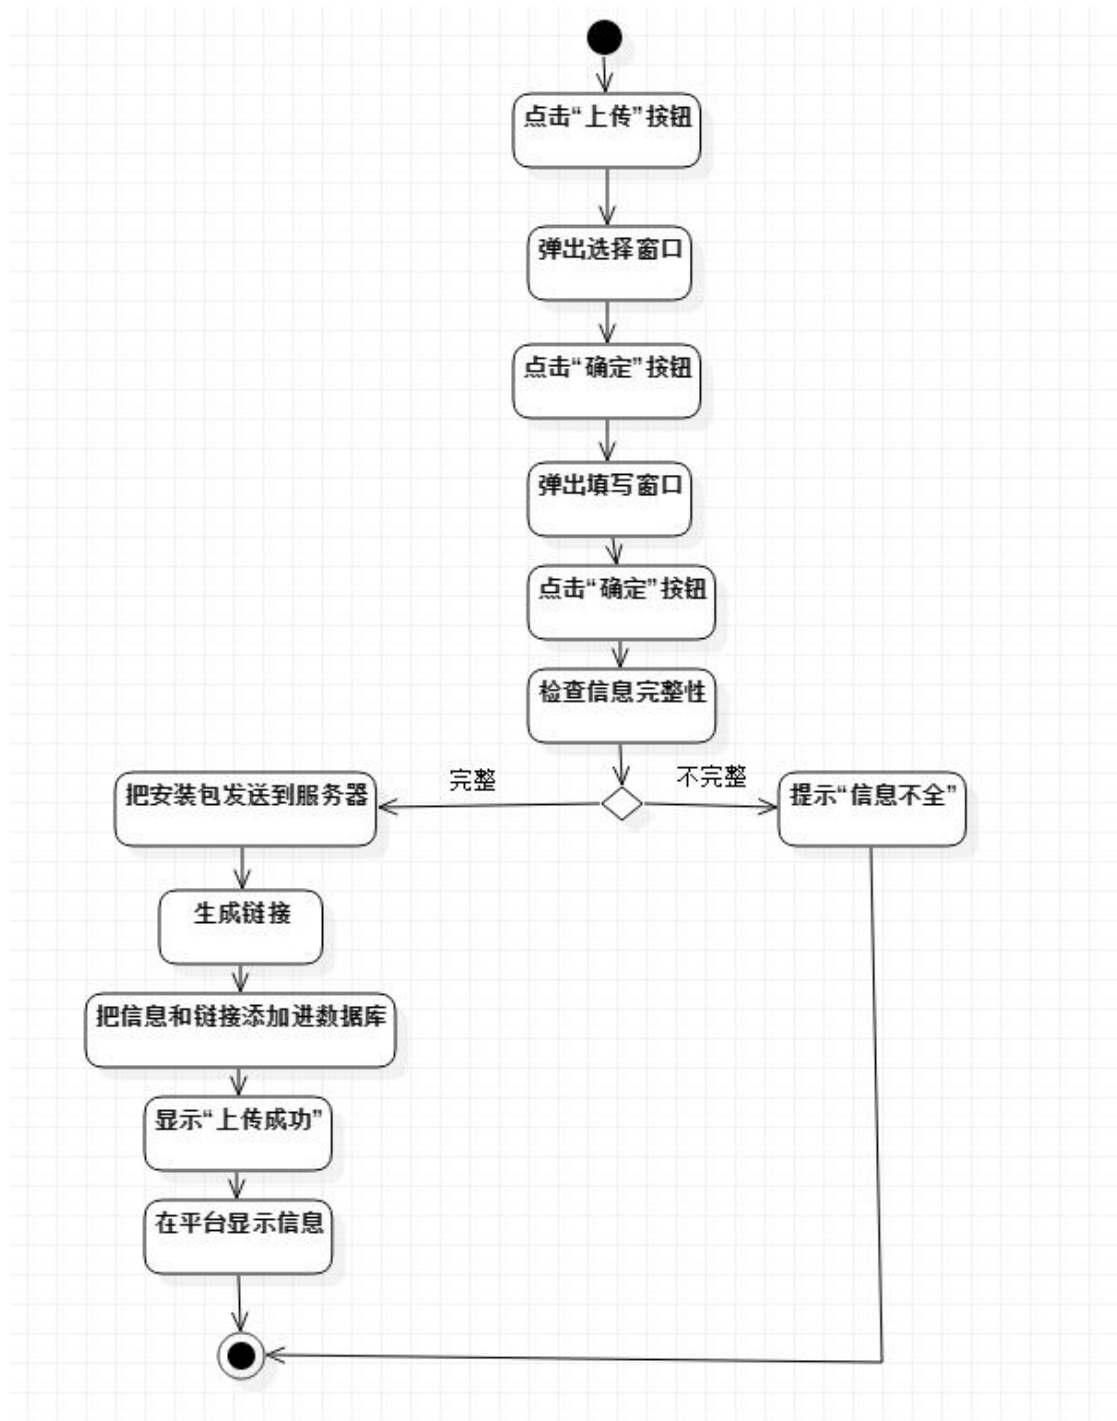 点击“上传”按钮
弹出选择窗口
点击“确定”按钮
弹出填写窗口
点击“确定”按钮
检查信息完整性
完整
不完整
把安装包发送到服务器
提示“信息不全”
生成链接
把信息和链接添加进数据库
显示“上传成功”
在平台显示信息